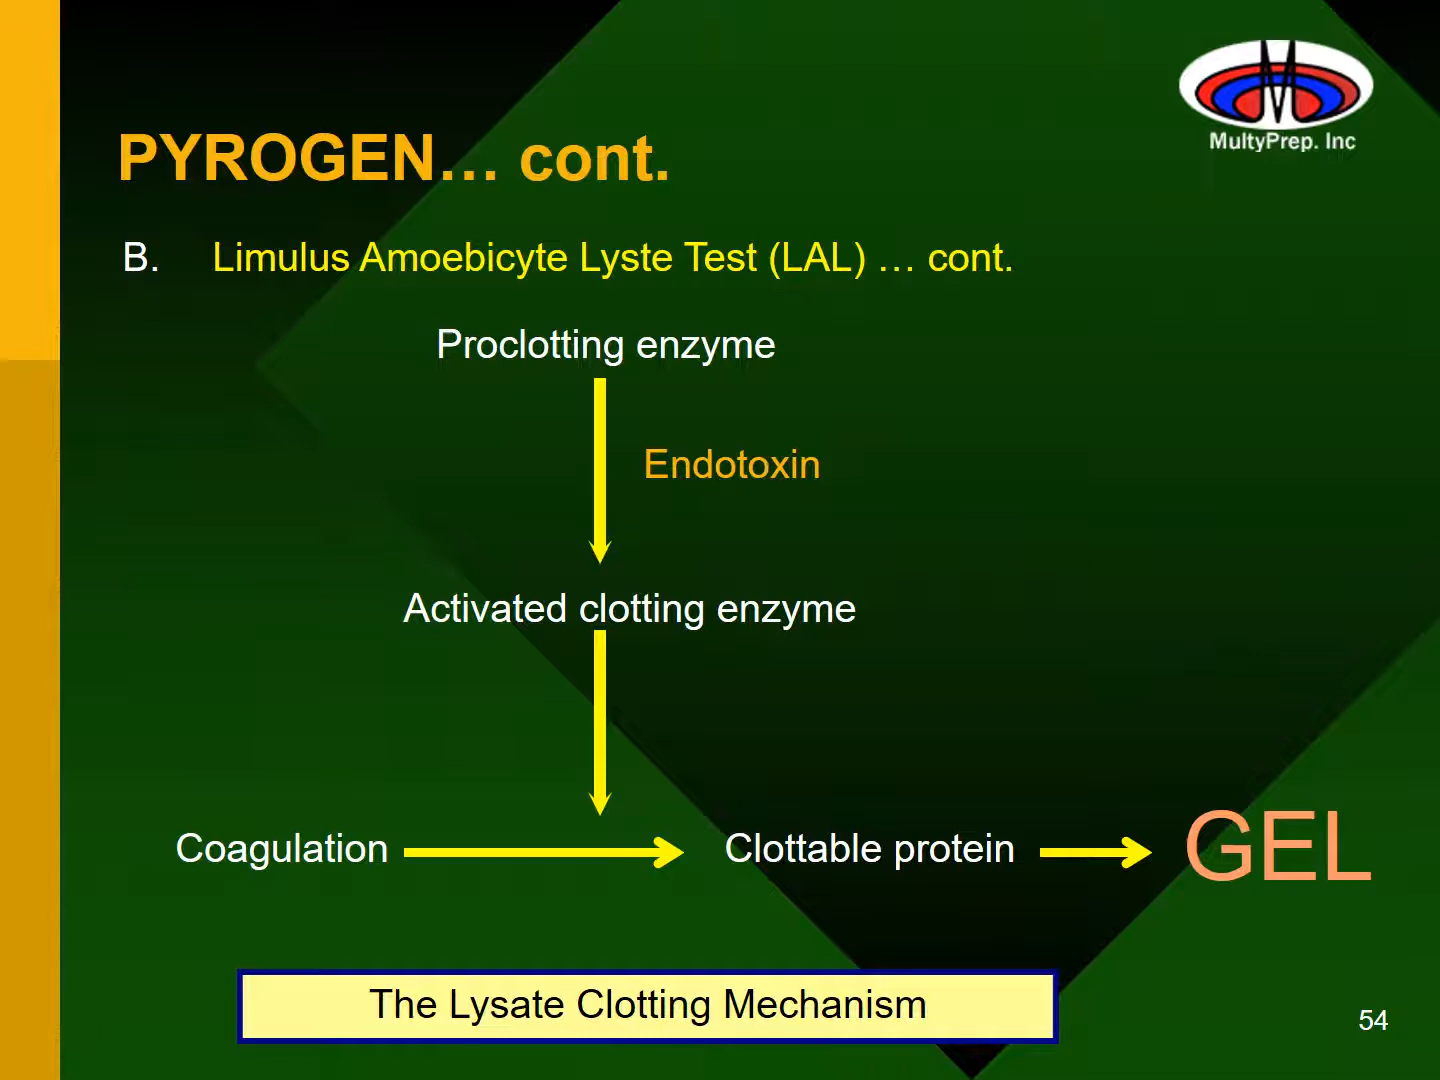 MultyPrep. Inc
PYROGEN… cont.
B. Limulus Amoebicyte Lyste Test (LAL) … cont.
Proclotting enzyme
Endotoxin
Activated clotting enzyme
Coagulation Clottable protein GEL
The Lysate Clotting Mechanism
54